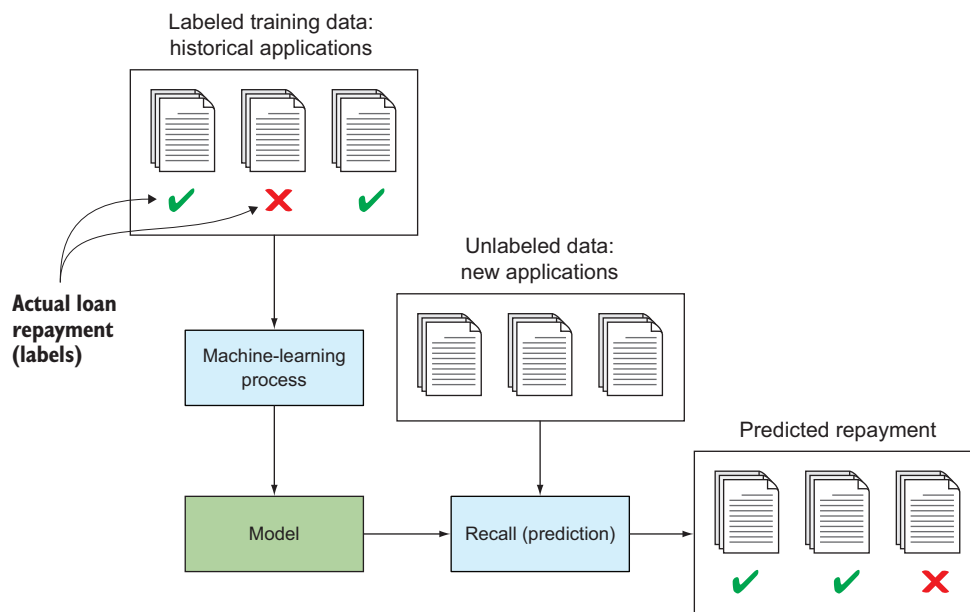 Labeled training data:
historical applications
Unlabeled data:
new applications
Actual loan
repayment
(labels)
Machine-learning
process
Predicted repayment
Model
Recall (prediction)